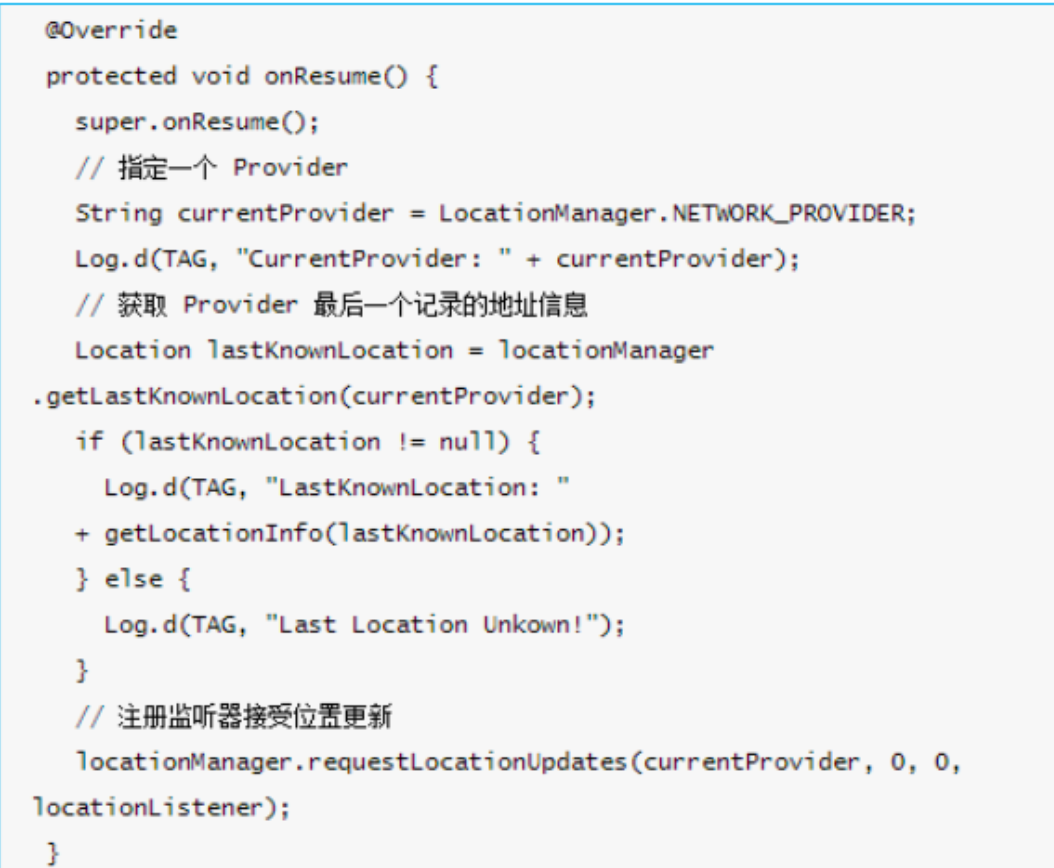 @Override
protected void onResume() {
super.onResume();
// 指定一个 Provider
String currentProvider = LocationManager.NETWORK_PROVIDER;
Log.d(TAG, "CurrentProvider: " + currentProvider);
// 获取 Provider 最后一个记录的地址信息
Location lastKnownLocation = locationManager
.getLastKnownLocation(currentProvider);
if (lastKnownLocation != null) {
Log.d(TAG, "LastKnownLocation: "
+ getLocationInfo(lastKnownLocation));
} else {
Log.d(TAG, "Last Location Unkown!");
}
// 注册监听器接受位置更新
locationManager.requestLocationUpdates(currentProvider, 0, 0,
locationListener);
}